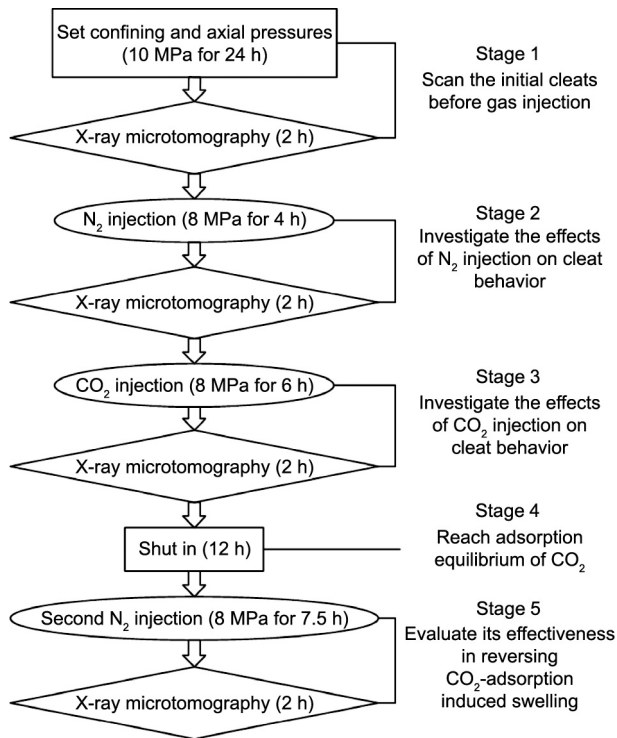 Set confining and axial pressures
(10 MPa for 24 h)
Stage 1
Scan the initial cleats
before gas injection
X-ray microtomography (2 h)
N₂ injection (8 MPa for 4 h)
Stage 2
Investigate the effects
of N₂ injection on cleat
behavior
X-ray microtomography (2 h)
CO₂ injection (8 MPa for 6 h)
Stage 3
Investigate the effects
of CO₂ injection on
cleat behavior
X-ray microtomography (2 h)
Shut in (12 h)
Stage 4
Reach adsorption
equilibrium of CO₂
Second N₂ injection (8 MPa for 7.5 h)
Stage 5
Evaluate its effectiveness
in reversing
CO₂-adsorption
induced swelling
X-ray microtomography (2 h)